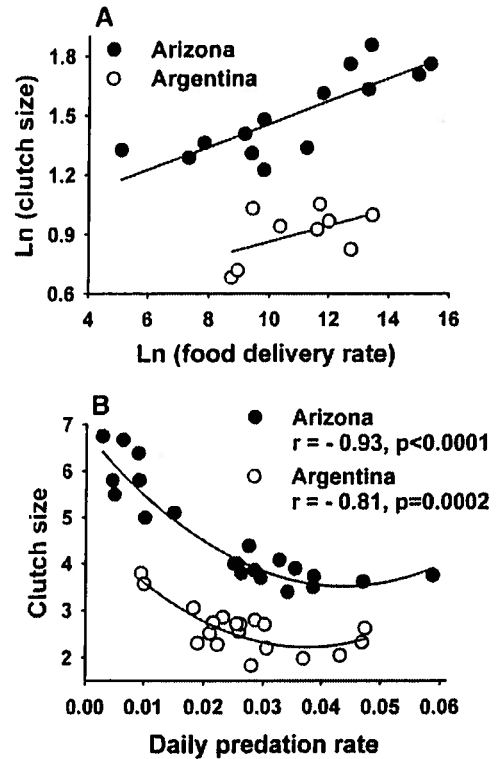 A
Arizona
Argentina
1.8
1.5
1.2
0.9
0.6
Ln (clutch size)
4 6 8 10 12 14 16
Ln (food delivery rate)
B
Arizona
r = - 0.93, p<0.0001
Argentina
r = - 0.81, p=0.0002
7
6
5
4
3
2
Clutch size
0.00 0.01 0.02 0.03 0.04 0.05 0.06
Daily predation rate